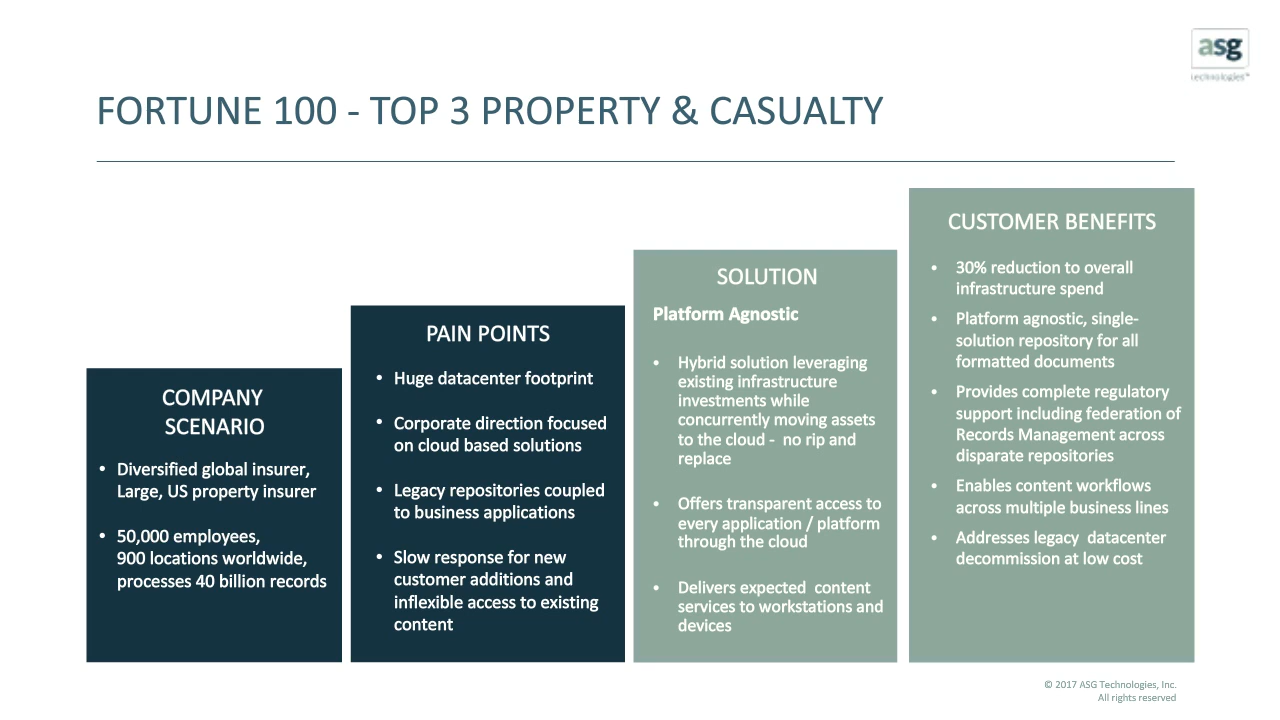 asg
technologies™
FORTUNE 100 - TOP 3 PROPERTY & CASUALTY
COMPANY
SCENARIO
• Diversified global insurer,
Large, US property insurer
• 50,000 employees,
900 locations worldwide,
processes 40 billion records
PAIN POINTS
• Huge datacenter footprint
• Corporate direction focused
on cloud based solutions
• Legacy repositories coupled
to business applications
• Slow response for new
customer additions and
inflexible access to existing
content
SOLUTION
Platform Agnostic
• Hybrid solution leveraging
existing infrastructure
investments while
concurrently moving assets
to the cloud - no rip and
replace
• Offers transparent access to
every application / platform
through the cloud
• Delivers expected content
services to workstations and
devices
CUSTOMER BENEFITS
• 30% reduction to overall
infrastructure spend
• Platform agnostic, single-
solution repository for all
formatted documents
• Provides complete regulatory
support including federation of
Records Management across
disparate repositories
• Enables content workflows
across multiple business lines
• Addresses legacy datacenter
decommission at low cost
© 2017 ASG Technologies, Inc.
All rights reserved